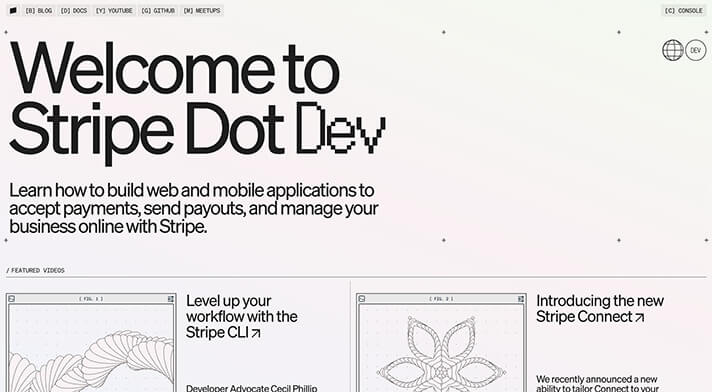 [B] BLOG [D] DOCS [Y] YOUTUBE [G] GITHUB [M] MEETUPS [C] CONSOLE
Welcome to
Stripe Dot Dev
DEV
Learn how to build web and mobile applications to
accept payments, send payouts, and manage your
business online with Stripe.
/ FEATURED VIDEOS
[ FIG. 1 ]
Level up your
workflow with the
Stripe CLI ↗
Developer Advocate Cecil Phillip
[ FIG. 2 ]
Introducing the new
Stripe Connect ↗
We recently announced a new
ability to tailor Connect to your